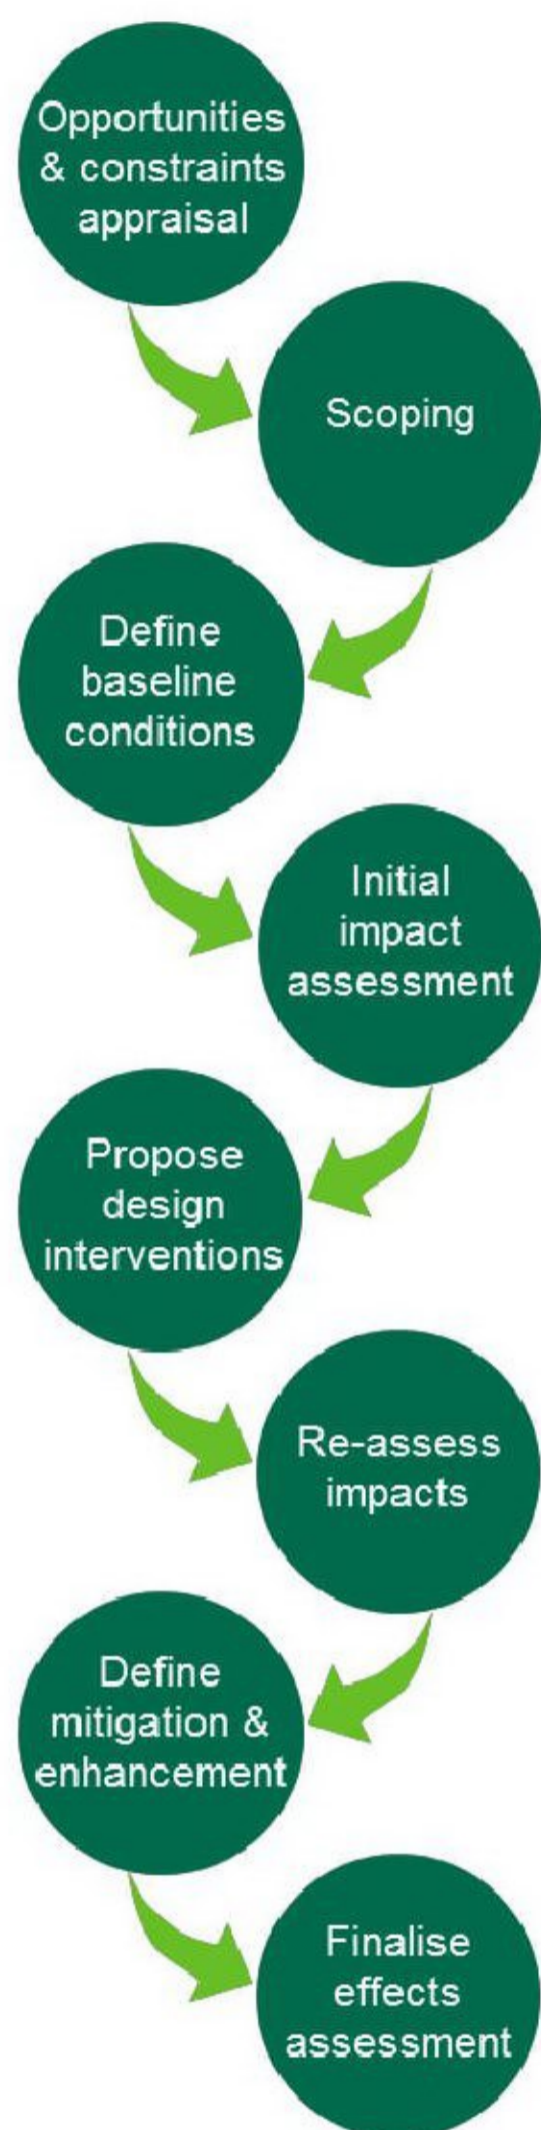 Opportunities
& constraints
appraisal
Scoping
Define
baseline
conditions
Initial
impact
assessment
Propose
design
interventions
Re-assess
impacts
Define
mitigation &
enhancement
Finalise
effects
assessment